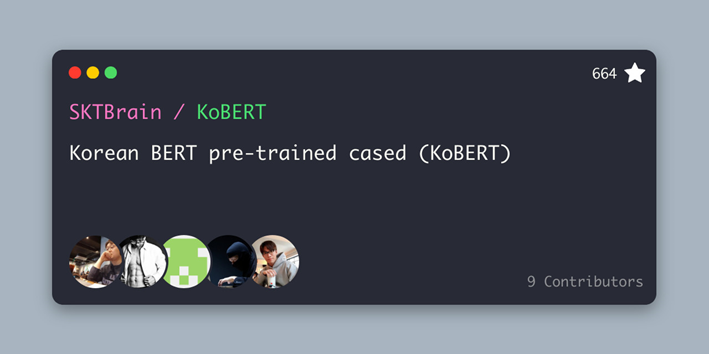 664
SKTBrain / KoBERT
Korean BERT pre-trained cased (KoBERT)
9 Contributors